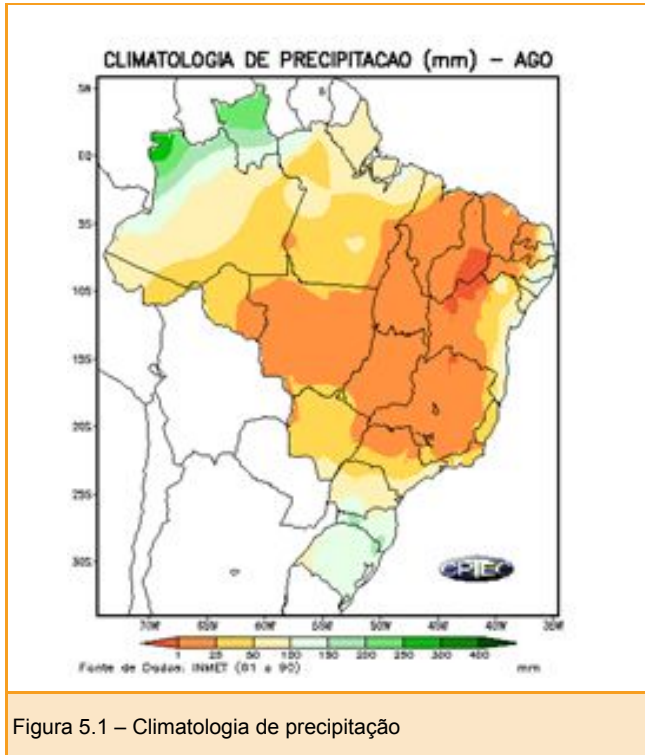 CLIMATOLOGIA DE PRECIPITACAO (mm) – AGO
5N
EQ
5S
10S
15S
20S
25S
30S
CPTEC
70W 65W 60W 55W 50W 45W 40W 35W
1 25 50 100 150 200 250 300 400
Fonte de Dados: INMET (61 a 90) mm
Figura 5.1 – Climatologia de precipitação